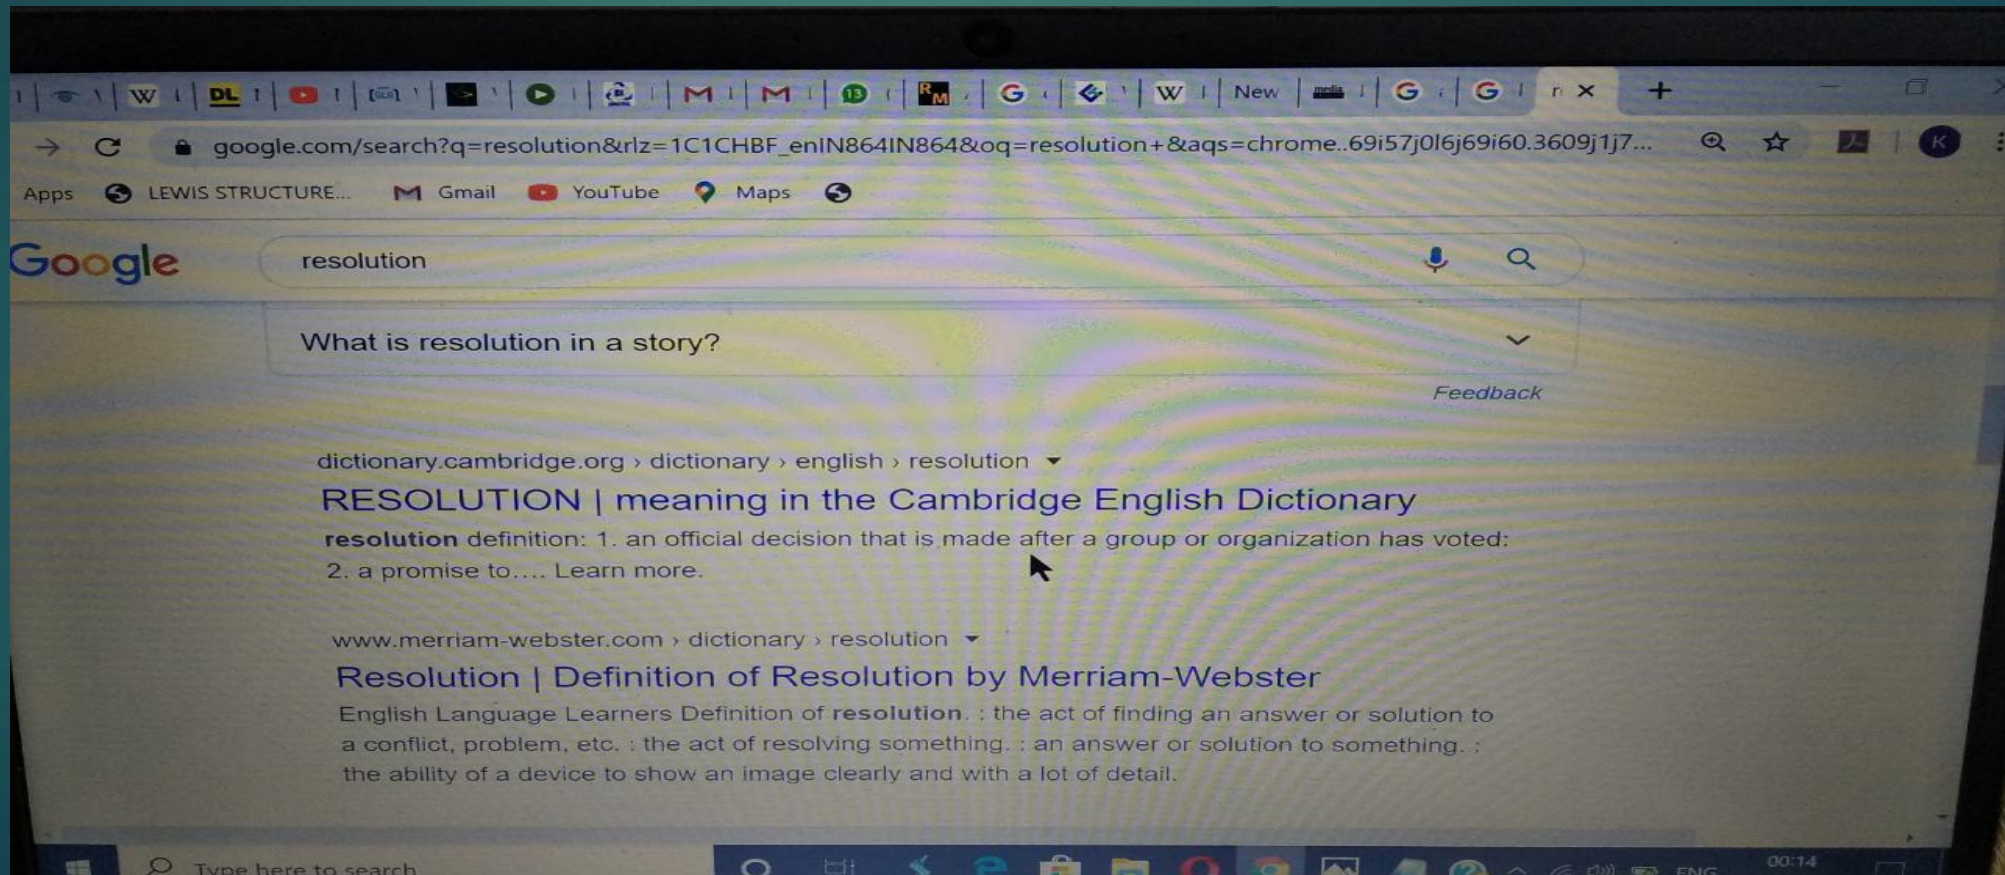 W DL M M 13 RM G W New media G G r
google.com/search?q=resolution&rlz=1C1CHBF_enIN864IN864&oq=resolution+&aqs=chrome..69i57j0l6j69i60.3609j1j7... K
Apps LEWIS STRUCTURE... Gmail YouTube Maps
Google resolution
What is resolution in a story?
Feedback
dictionary.cambridge.org › dictionary › english › resolution
RESOLUTION | meaning in the Cambridge English Dictionary
resolution definition: 1. an official decision that is made after a group or organization has voted:
2. a promise to.... Learn more.
www.merriam-webster.com › dictionary › resolution
Resolution | Definition of Resolution by Merriam-Webster
English Language Learners Definition of resolution. : the act of finding an answer or solution to
a conflict, problem, etc. : the act of resolving something. : an answer or solution to something. :
the ability of a device to show an image clearly and with a lot of detail.
Type here to search ENG 00:14